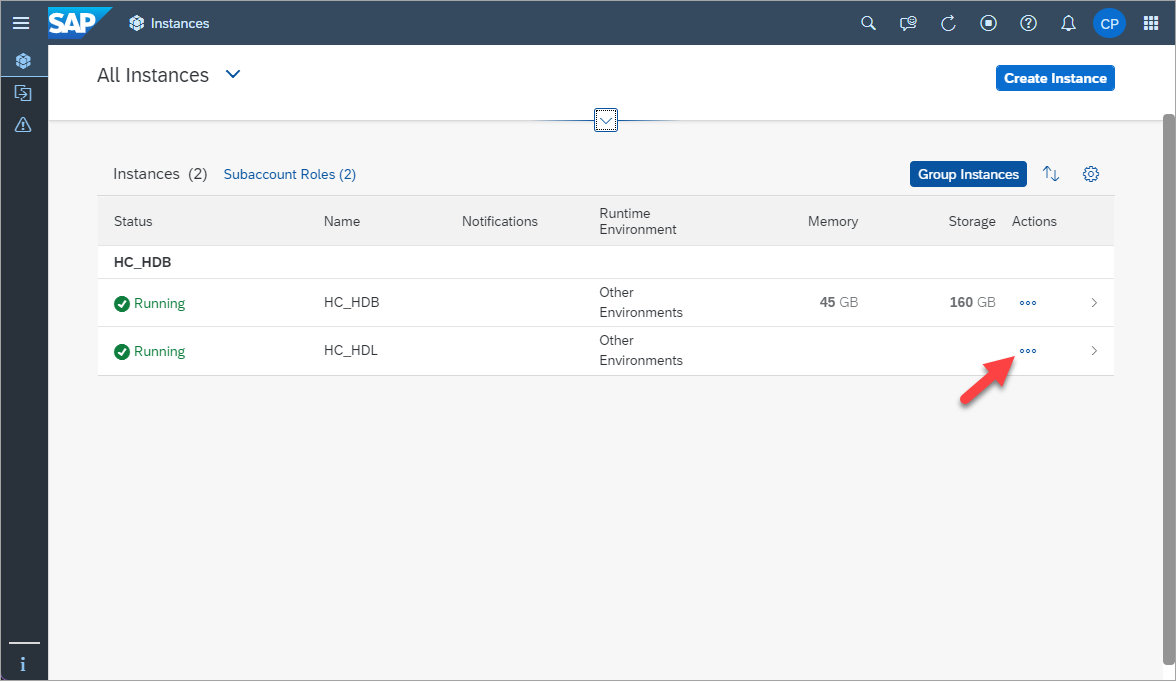 SAP Instances CP
All Instances
Create Instance
Instances (2) Subaccount Roles (2) Group Instances
Status Name Notifications Runtime Environment Memory Storage Actions
HC_HDB
Running HC_HDB Other Environments 45 GB 160 GB
Running HC_HDL Other Environments
i